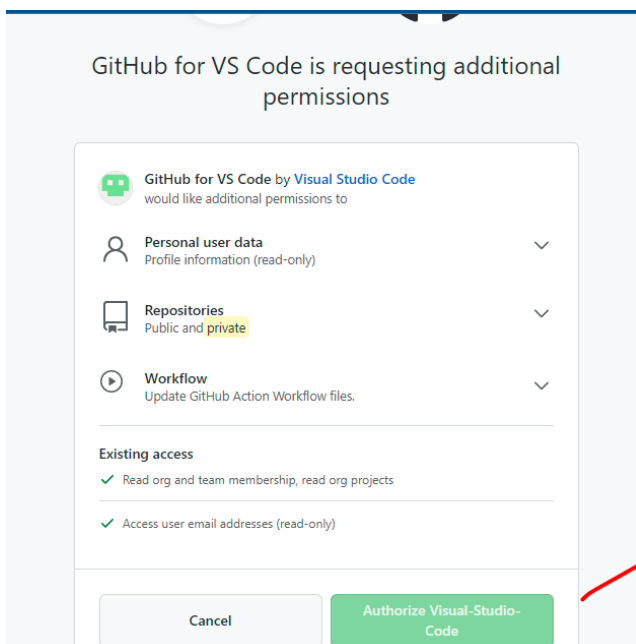 GitHub for VS Code is requesting additional
permissions
GitHub for VS Code by Visual Studio Code
would like additional permissions to
Personal user data
Profile information (read-only)
Repositories
Public and private
Workflow
Update GitHub Action Workflow files.
Existing access
Read org and team membership, read org projects
Access user email addresses (read-only)
Cancel
Authorize Visual-Studio-
Code